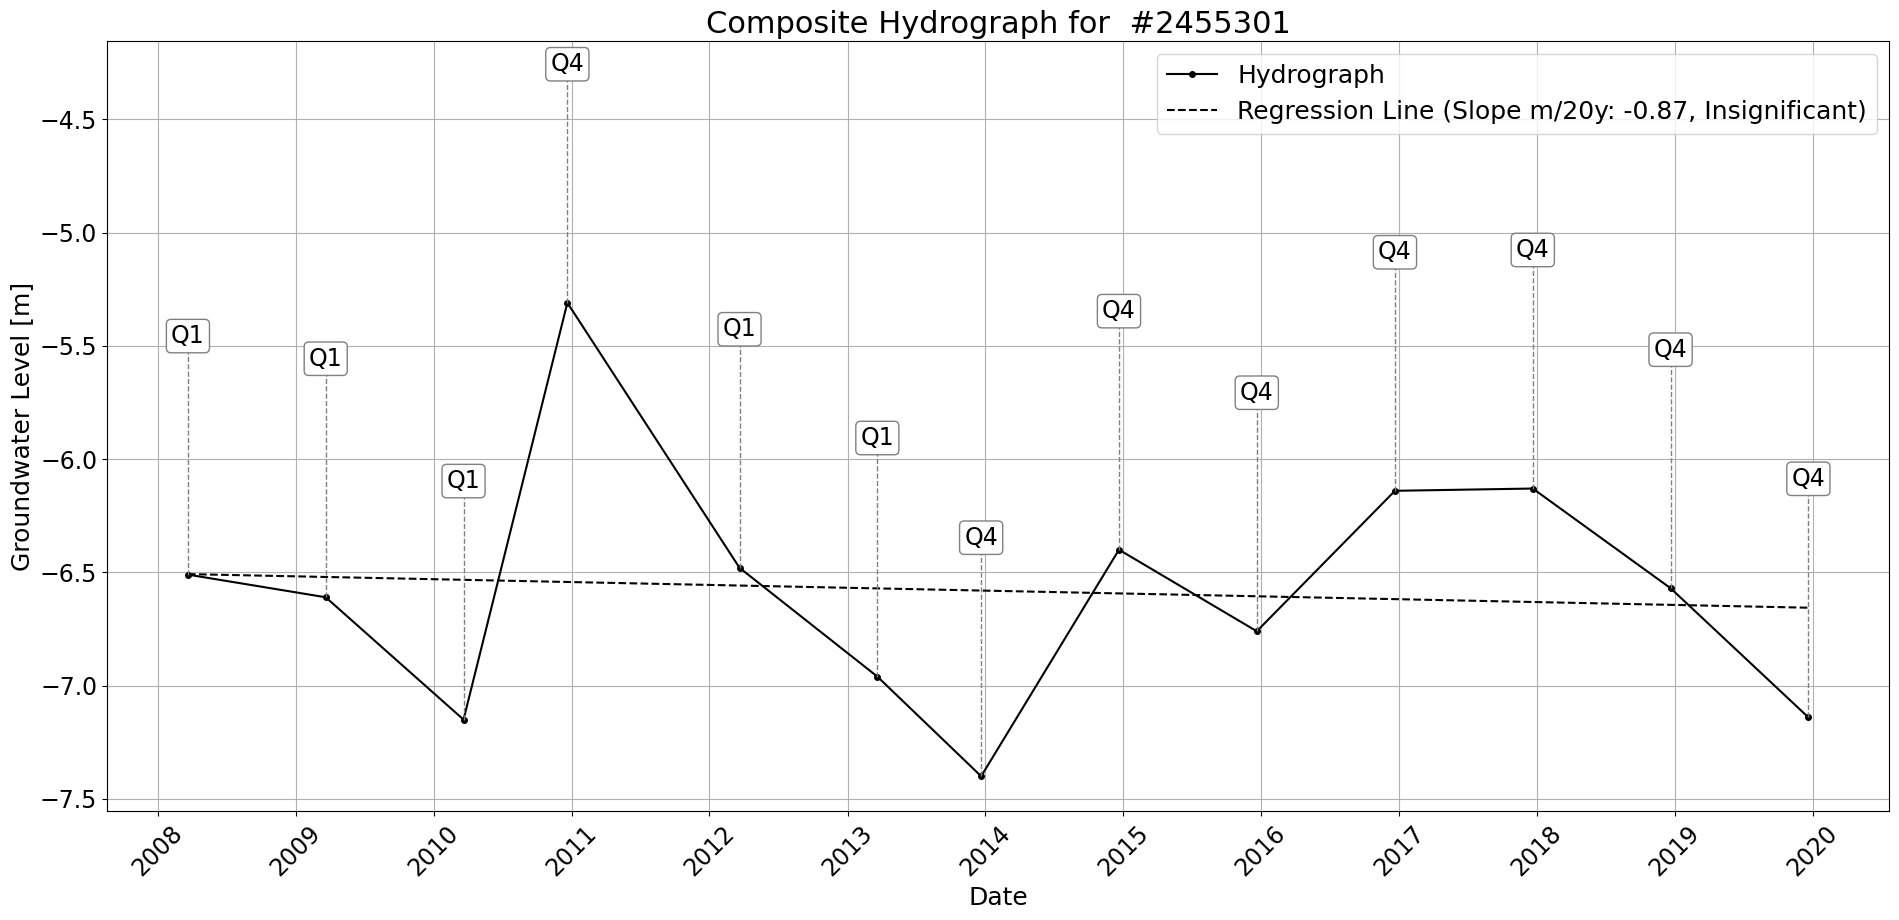 Composite Hydrograph for  #2455301
Hydrograph
Regression Line (Slope m/20y: -0.87, Insignificant)
Groundwater Level [m]
−4.5
−5.0
−5.5
−6.0
−6.5
−7.0
−7.5
Q1
Q1
Q1
Q4
Q1
Q1
Q4
Q4
Q4
Q4
Q4
Q4
Q4
2008
2009
2010
2011
2012
2013
2014
2015
2016
2017
2018
2019
2020
Date